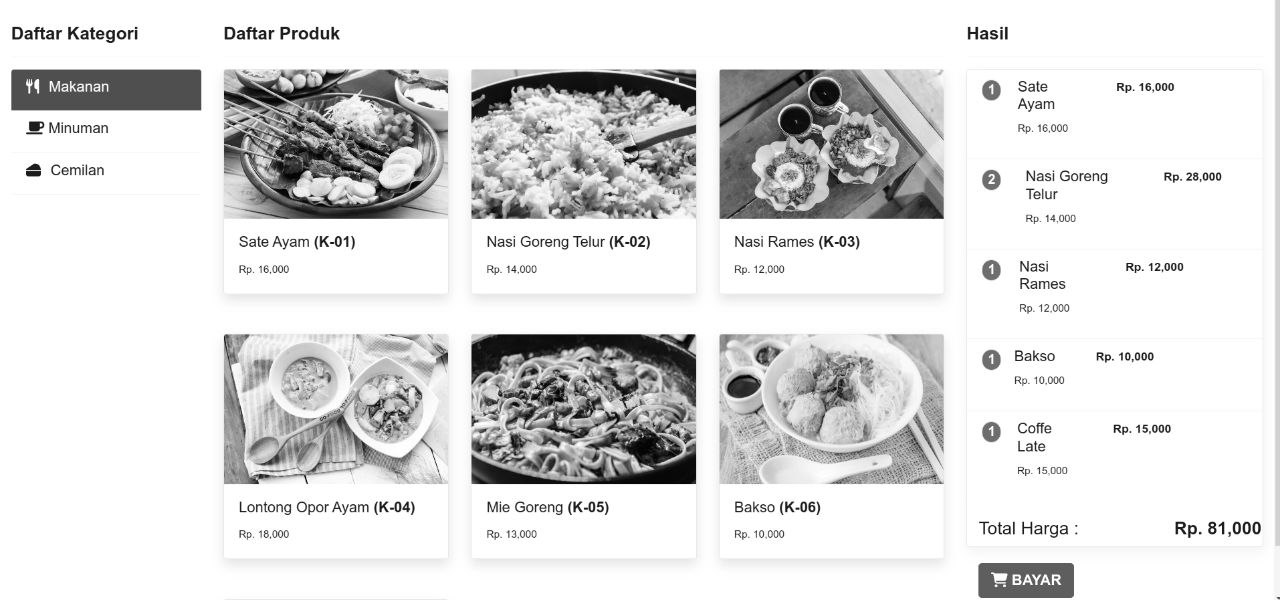 Daftar Kategori
Makanan
Minuman
Cemilan
Daftar Produk
Sate Ayam (K-01)
Rp. 16,000
Nasi Goreng Telur (K-02)
Rp. 14,000
Nasi Rames (K-03)
Rp. 12,000
Lontong Opor Ayam (K-04)
Rp. 18,000
Mie Goreng (K-05)
Rp. 13,000
Bakso (K-06)
Rp. 10,000
Hasil
1 Sate Rp. 16,000
Ayam
Rp. 16,000
2 Nasi Goreng Rp. 28,000
Telur
Rp. 14,000
1 Nasi Rp. 12,000
Rames
Rp. 12,000
1 Bakso Rp. 10,000
Rp. 10,000
1 Coffe Rp. 15,000
Late
Rp. 15,000
Total Harga : Rp. 81,000
BAYAR